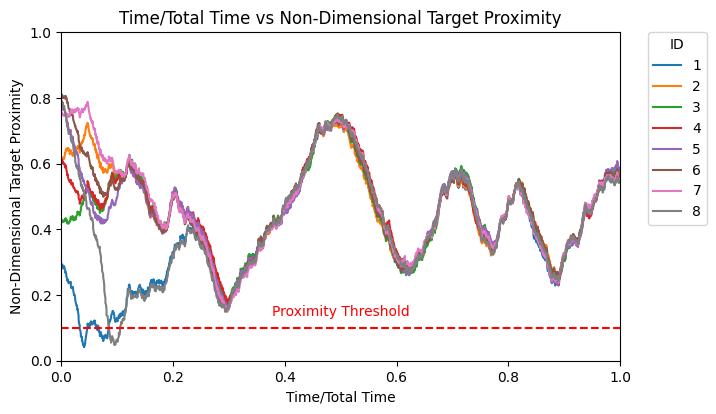 Time/Total Time vs Non-Dimensional Target Proximity
Non-Dimensional Target Proximity
1.0
0.8
0.6
0.4
0.2
0.0
Proximity Threshold
0.0 0.2 0.4 0.6 0.8 1.0
Time/Total Time
ID
1
2
3
4
5
6
7
8